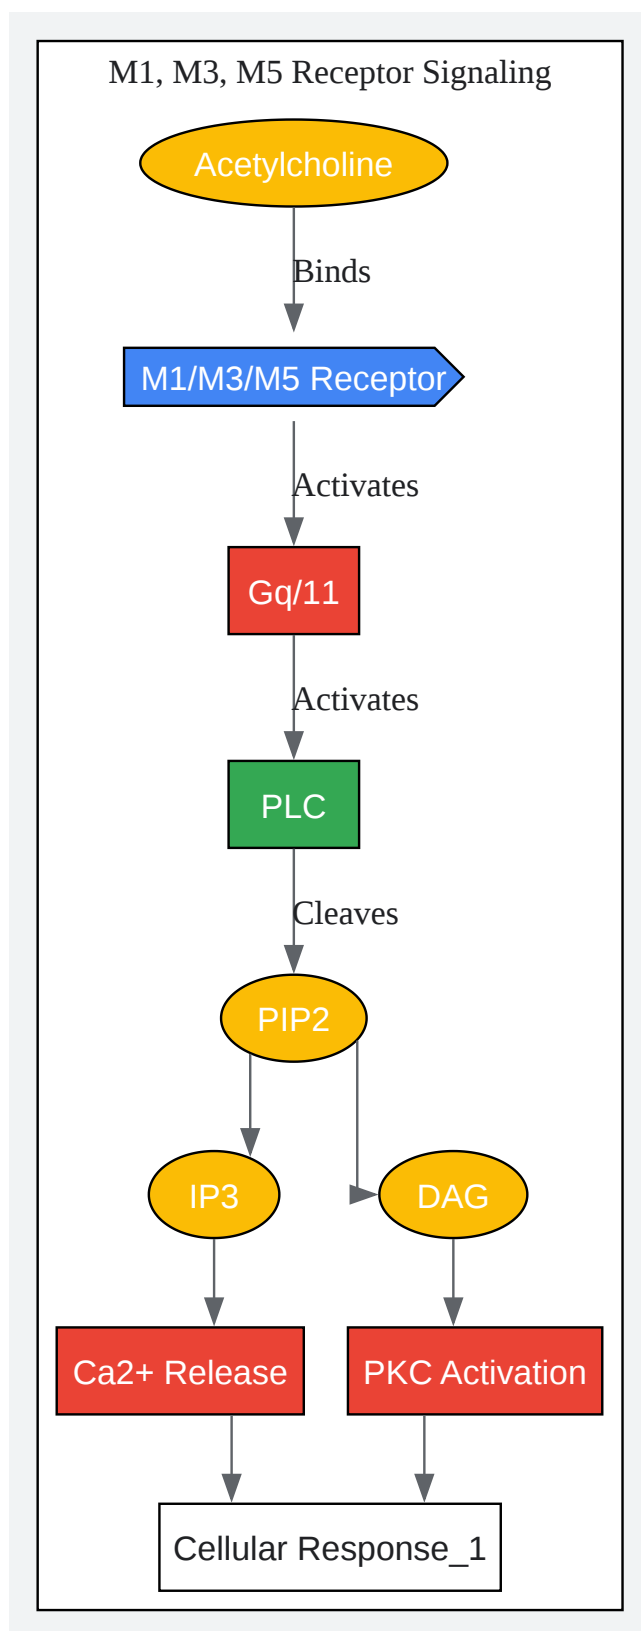 M1, M3, M5 Receptor Signaling
Acetylcholine
Binds
M1/M3/M5 Receptor
Activates
Gq/11
Activates
PLC
Cleaves
PIP2
IP3
DAG
Ca2+ Release
PKC Activation
Cellular Response_1